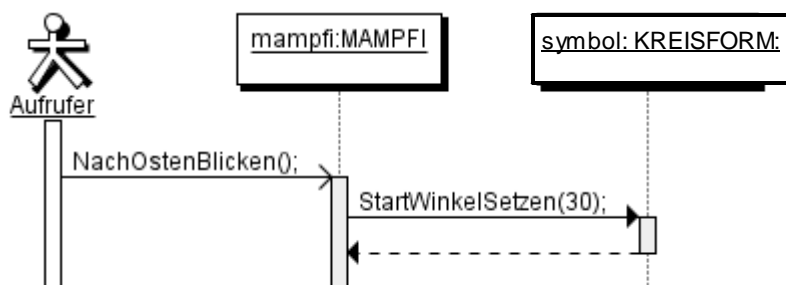 mampfi:MAMPFI
symbol: KREISFORM:
Aufrufer
NachOstenBlicken();
StartWinkelSetzen(30);